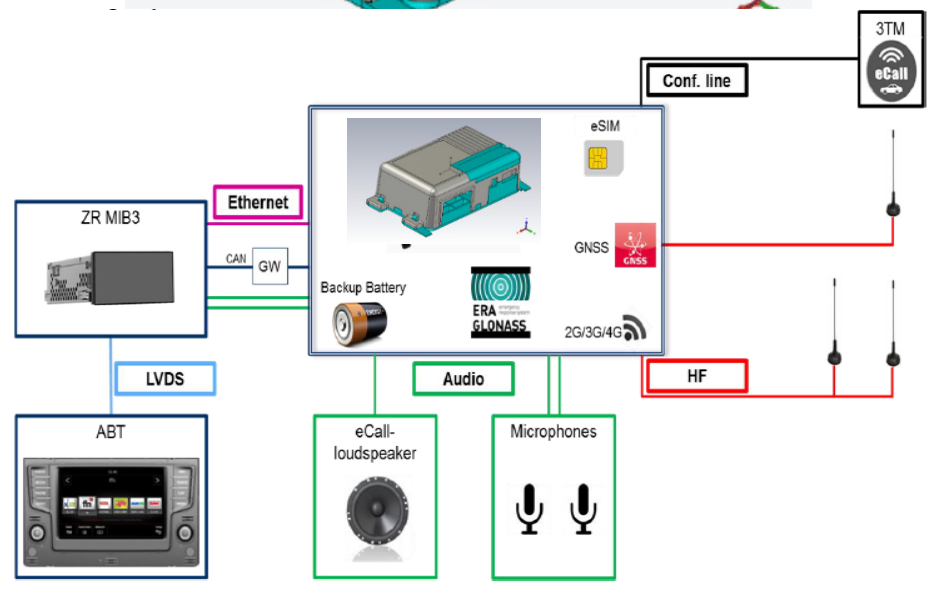 3TM
eCall
Conf. line
eSIM
Ethernet
ZR MIB3
GNSS
GNSS
CAN
GW
Backup Battery
ERA
GLONASS
2G/3G/4G
LVDS
Audio
HF
ABT
eCall-
loudspeaker
Microphones